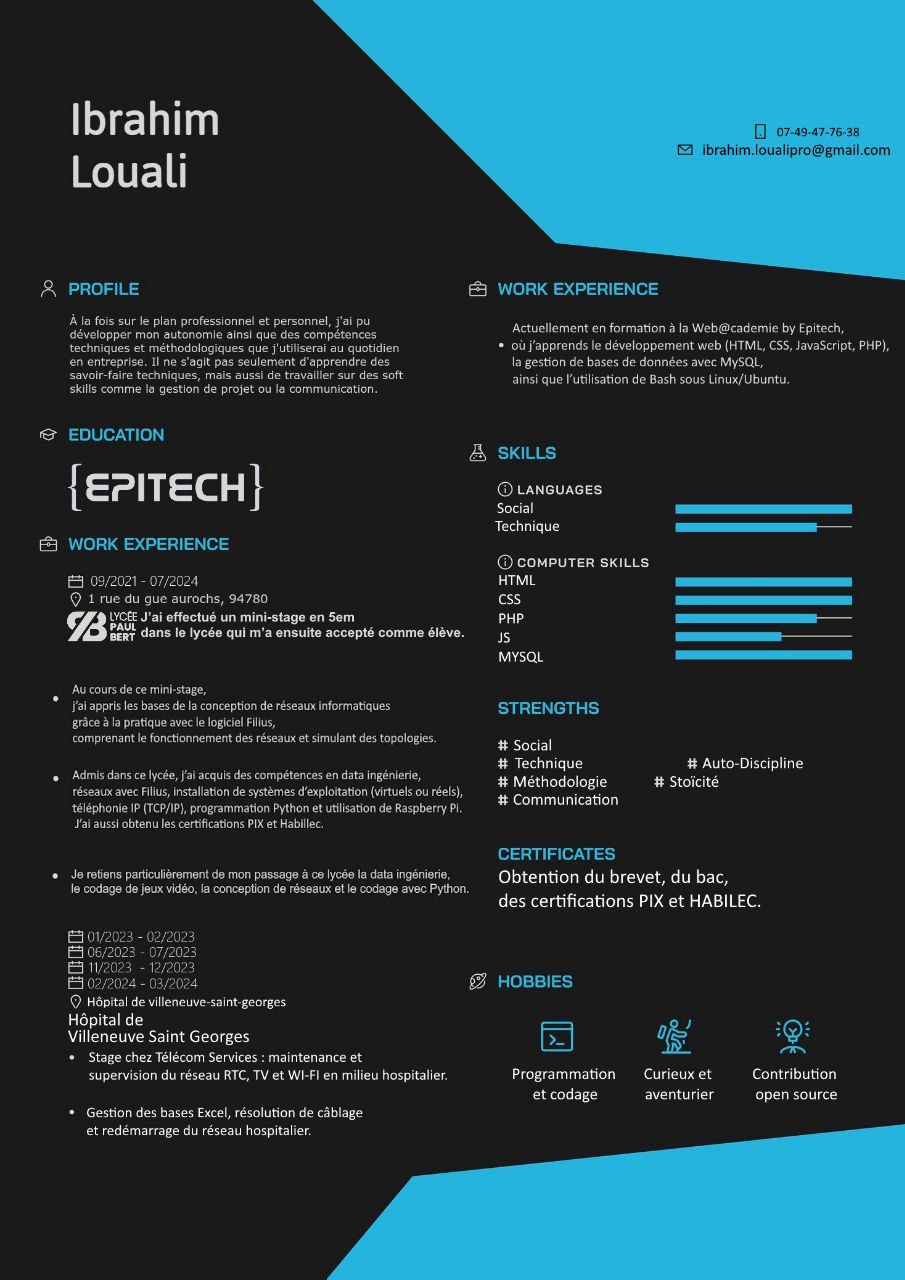 Ibrahim
Louali
07-49-47-76-38
ibrahim.loualipro@gmail.com
PROFILE
À la fois sur le plan professionnel et personnel, j'ai pu
développer mon autonomie ainsi que des compétences
techniques et méthodologiques que j'utiliserai au quotidien
en entreprise. Il ne s'agit pas seulement d'apprendre des
savoir-faire techniques, mais aussi de travailler sur des soft
skills comme la gestion de projet ou la communication.
EDUCATION
{EPITECH}
WORK EXPERIENCE
09/2021 - 07/2024
1 rue du gue aurochs, 94780
LYCÉE
PAUL
BERT
J'ai effectué un mini-stage en 5em
dans le lycée qui m'a ensuite accepté comme élève.
• Au cours de ce mini-stage,
j'ai appris les bases de la conception de réseaux informatiques
grâce à la pratique avec le logiciel Filius,
comprenant le fonctionnement des réseaux et simulant des topologies.
• Admis dans ce lycée, j'ai acquis des compétences en data ingénierie,
réseaux avec Filius, installation de systèmes d'exploitation (virtuels ou réels),
téléphonie IP (TCP/IP), programmation Python et utilisation de Raspberry Pi.
J'ai aussi obtenu les certifications PIX et Habillec.
• Je retiens particulièrement de mon passage à ce lycée la data ingénierie,
le codage de jeux vidéo, la conception de réseaux et le codage avec Python.
01/2023 - 02/2023
06/2023 - 07/2023
11/2023 - 12/2023
02/2024 - 03/2024
Hôpital de villeneuve-saint-georges
Hôpital de
Villeneuve Saint Georges
• Stage chez Télécom Services : maintenance et
supervision du réseau RTC, TV et WI-FI en milieu hospitalier.
• Gestion des bases Excel, résolution de câblage
et redémarrage du réseau hospitalier.
WORK EXPERIENCE
Actuellement en formation à la Web@cademie by Epitech,
• où j'apprends le développement web (HTML, CSS, JavaScript, PHP),
la gestion de bases de données avec MySQL,
ainsi que l'utilisation de Bash sous Linux/Ubuntu.
SKILLS
LANGUAGES
Social
Technique
COMPUTER SKILLS
HTML
CSS
PHP
JS
MYSQL
STRENGTHS
# Social
# Technique # Auto-Discipline
# Méthodologie # Stoïcité
# Communication
CERTIFICATES
Obtention du brevet, du bac,
des certifications PIX et HABILEC.
HOBBIES
Programmation
et codage
Curieux et
aventurier
Contribution
open source